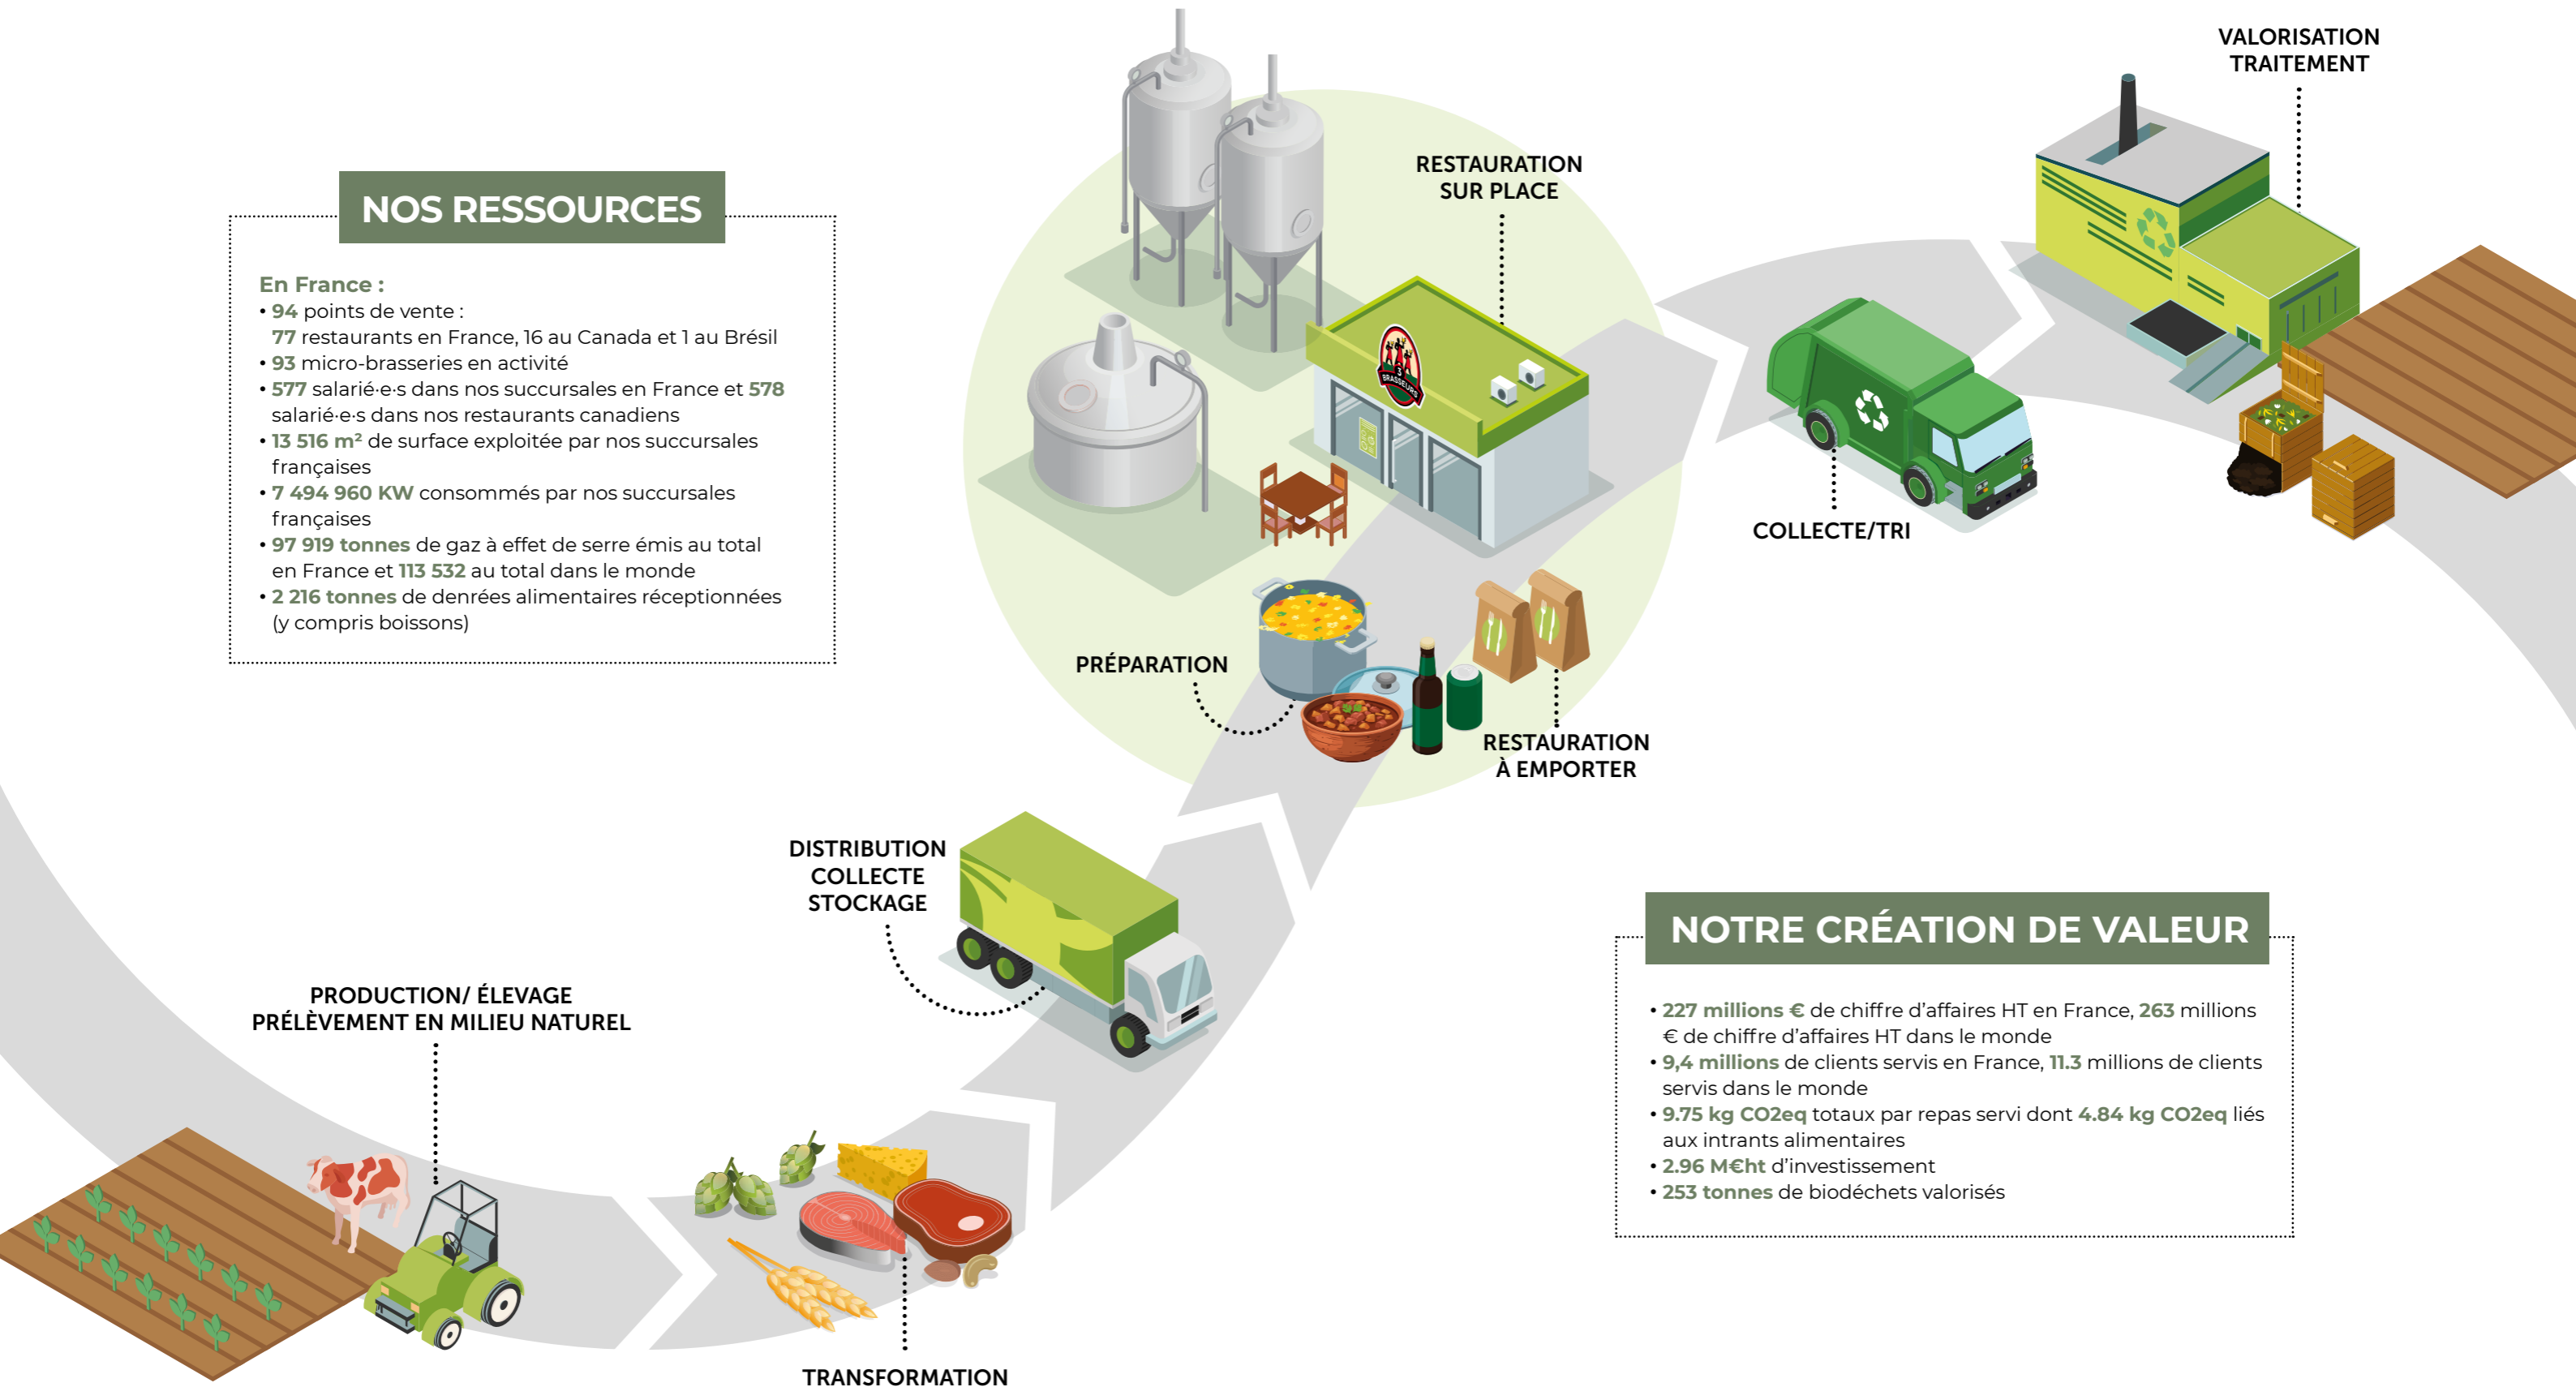 VALORISATION
TRAITEMENT
RESTAURATION
SUR PLACE
3
BRASSEURS
COLLECTE/TRI
NOS RESSOURCES
En France :
• 94 points de vente :
77 restaurants en France, 16 au Canada et 1 au Brésil
• 93 micro-brasseries en activité
• 577 salarié·e·s dans nos succursales en France et 578
salarié·e·s dans nos restaurants canadiens
• 13 516 m² de surface exploitée par nos succursales
françaises
• 7 494 960 KW consommés par nos succursales
françaises
• 97 919 tonnes de gaz à effet de serre émis au total
en France et 113 532 au total dans le monde
• 2 216 tonnes de denrées alimentaires réceptionnées
(y compris boissons)
PRÉPARATION
RESTAURATION
À EMPORTER
DISTRIBUTION
COLLECTE
STOCKAGE
PRODUCTION/ ÉLEVAGE
PRÉLÈVEMENT EN MILIEU NATUREL
TRANSFORMATION
NOTRE CRÉATION DE VALEUR
• 227 millions € de chiffre d'affaires HT en France, 263 millions
€ de chiffre d'affaires HT dans le monde
• 9,4 millions de clients servis en France, 11.3 millions de clients
servis dans le monde
• 9.75 kg CO2eq totaux par repas servi dont 4.84 kg CO2eq liés
aux intrants alimentaires
• 2.96 M€ht d'investissement
• 253 tonnes de biodéchets valorisés